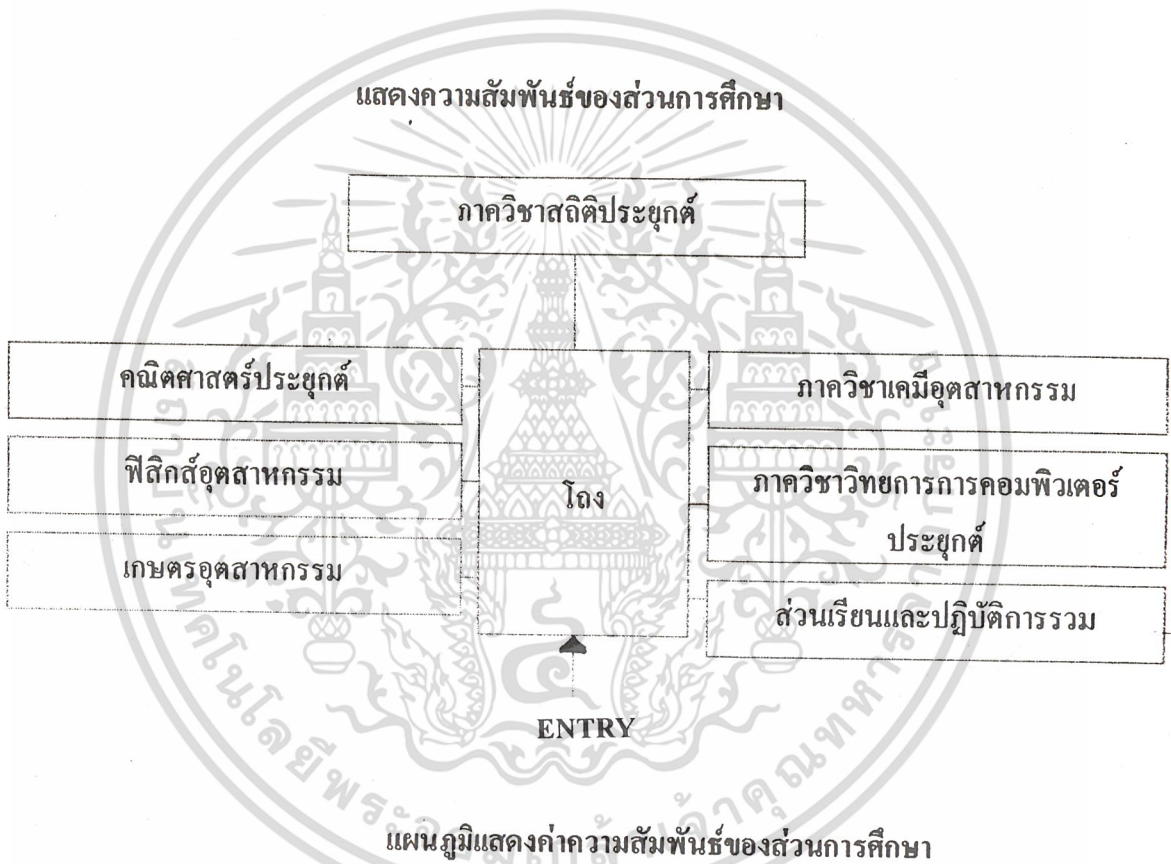 แสดงความสัมพันธ์ของส่วนการศึกษา
ภาควิชาสถิติประยุกต์
คณิตศาสตร์ประยุกต์
ฟิสิกส์อุตสาหกรรม
เกษตรอุตสาหกรรม
โถง
ภาควิชาเคมีอุตสาหกรรม
ภาควิชาวิทยการการคอมพิวเตอร์
ประยุกต์
ส่วนเรียนและปฏิบัติการรวม
ENTRY
แผนภูมิแสดงค่าความสัมพันธ์ของส่วนการศึกษา